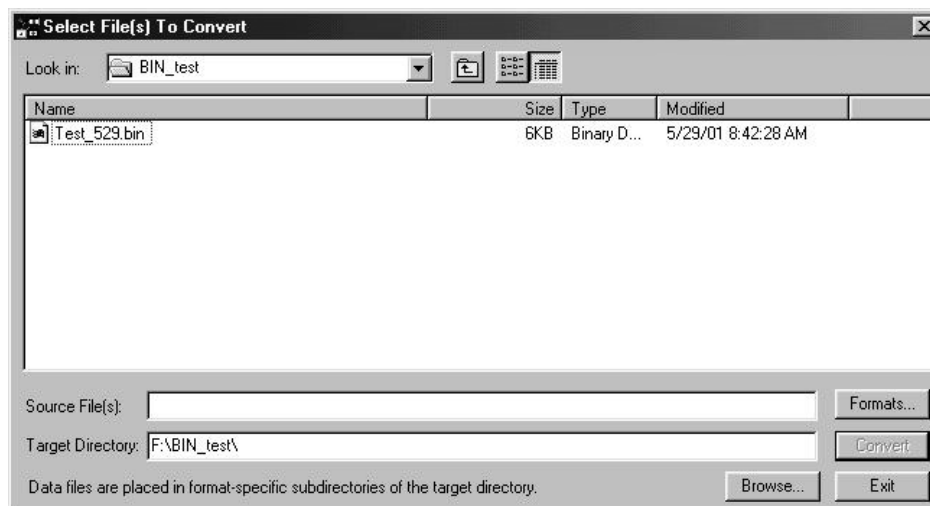 Select File(s) To Convert
Look in: BIN_test
Name Size Type Modified
Test_529.bin 6KB Binary D... 5/29/01 8:42:28 AM
Source File(s): Formats...
Target Directory: F:\BIN_test\ Convert
Data files are placed in format-specific subdirectories of the target directory. Browse... Exit